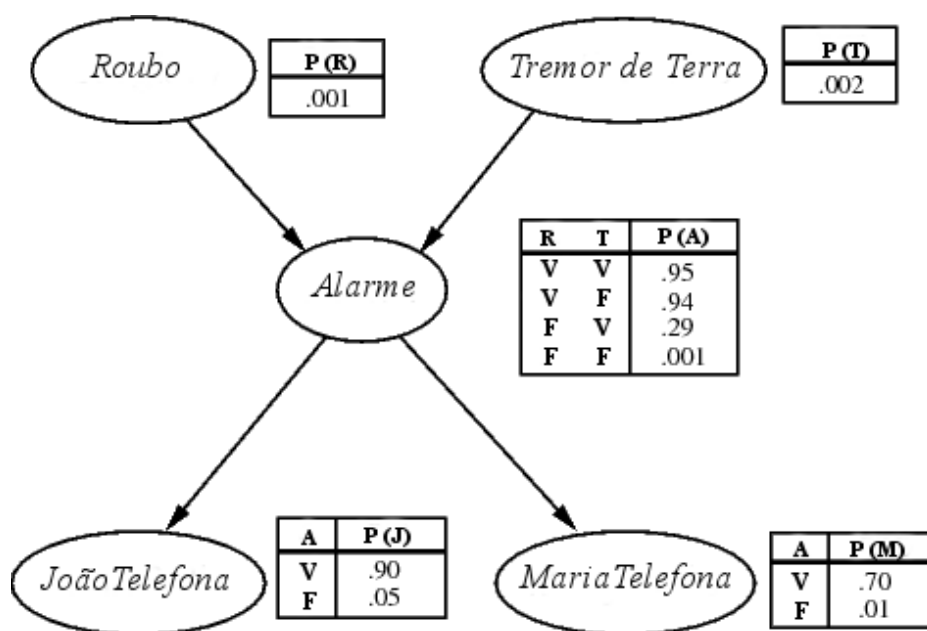 Roubo
P (R)
.001
Tremor de Terra
P (T)
.002
Alarme
R T P (A)
V V .95
V F .94
F V .29
F F .001
JoãoTelefona
A P (J)
V .90
F .05
MariaTelefona
A P (M)
V .70
F .01